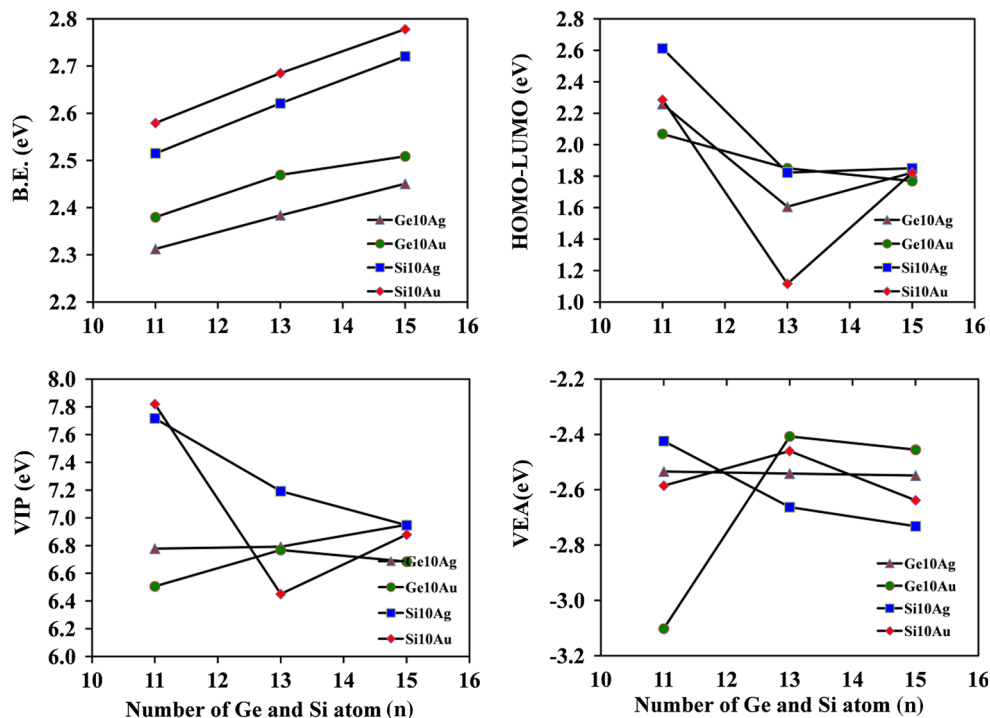 2.8
2.7
2.6
2.5
2.4
2.3
2.2
B.E. (eV)
Ge10Ag
Ge10Au
Si10Ag
Si10Au
10 11 12 13 14 15 16
2.8
2.6
2.4
2.2
2.0
1.8
1.6
1.4
1.2
1.0
HOMO-LUMO (eV)
Ge10Ag
Ge10Au
Si10Ag
Si10Au
10 11 12 13 14 15 16
8.0
7.8
7.6
7.4
7.2
7.0
6.8
6.6
6.4
6.2
6.0
VIP (eV)
Ge10Ag
Ge10Au
Si10Ag
Si10Au
10 11 12 13 14 15 16
Number of Ge and Si atom (n)
-2.2
-2.4
-2.6
-2.8
-3.0
-3.2
VEA(eV)
Ge10Ag
Ge10Au
Si10Ag
Si10Au
10 11 12 13 14 15 16
Number of Ge and Si atom (n)